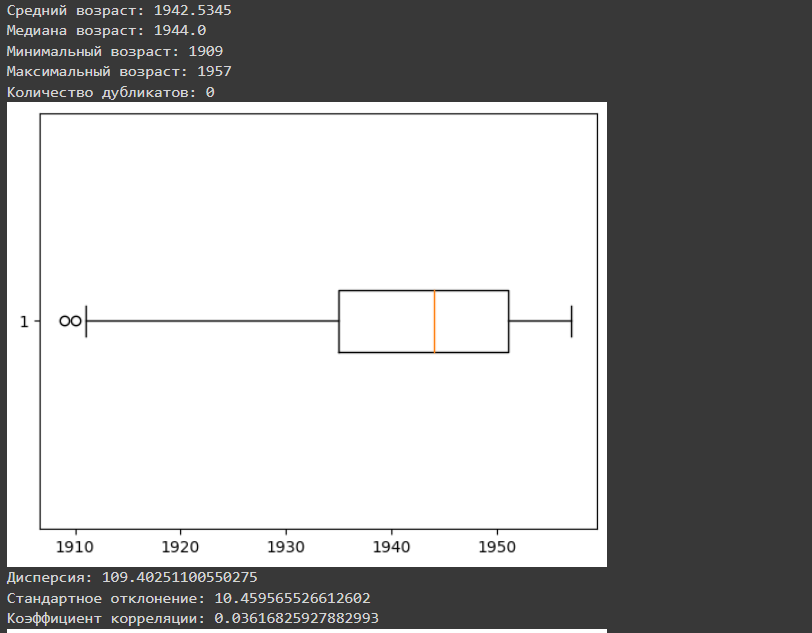 Средний возраст: 1942.5345
Медиана возраст: 1944.0
Минимальный возраст: 1909
Максимальный возраст: 1957
Количество дубликатов: 0
1
1910 1920 1930 1940 1950
Дисперсия: 109.40251100550275
Стандартное отклонение: 10.459565526612602
Коэффициент корреляции: 0.03616825927882993